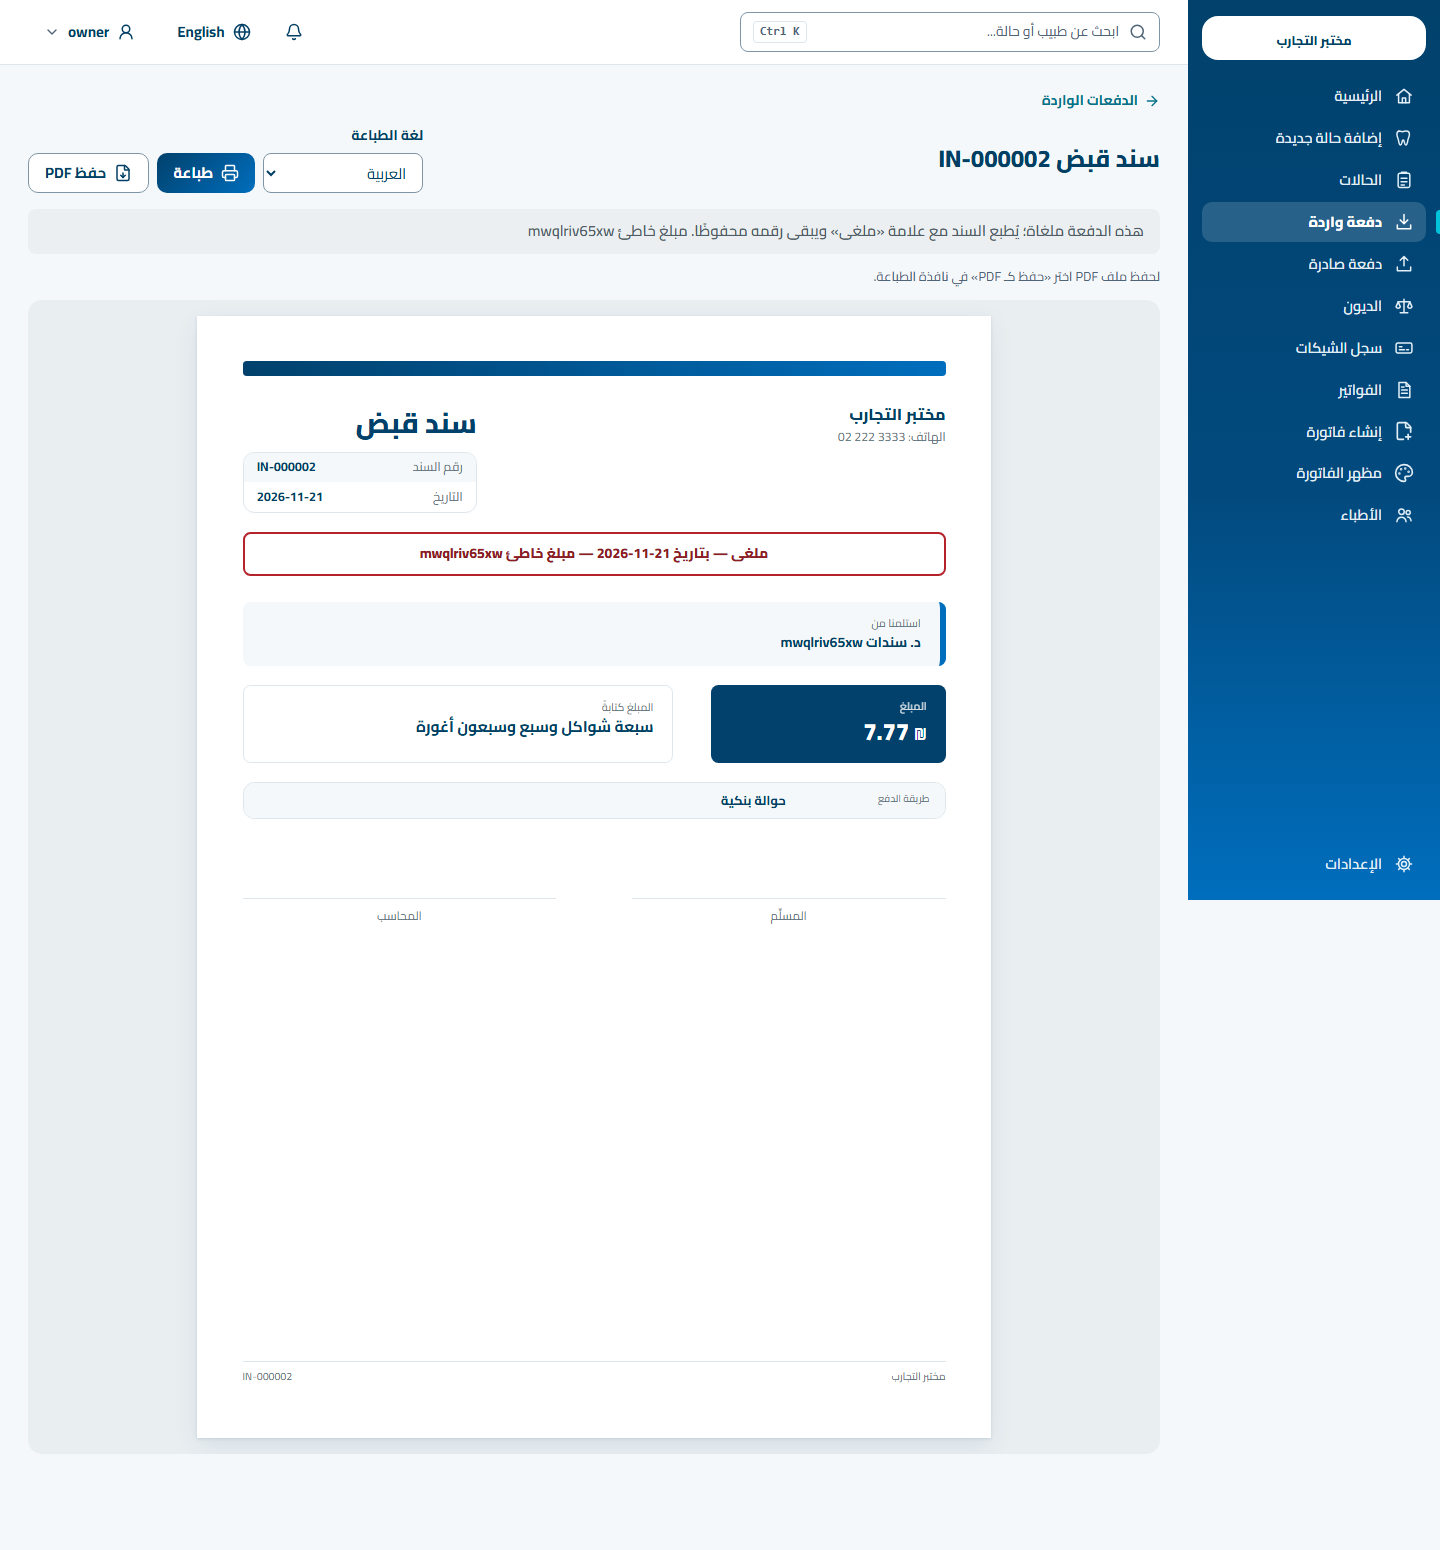 مختبر التجارب
الرئيسية
إضافة حالة جديدة
الحالات
دفعة واردة
دفعة صادرة
الديون
سجل الشيكات
الفواتير
إنشاء فاتورة
مظهر الفاتورة
الأطباء
الإعدادات
ابحث عن طبيب أو حالة...
Ctrl K
English
owner
الدفعات الواردة
سند قبض IN-000002
لغة الطباعة
العربية
طباعة
حفظ PDF
هذه الدفعة ملغاة؛ يُطبع السند مع علامة «ملغى» ويبقى رقمه محفوظًا. مبلغ خاطئ mwqlriv65xw
لحفظ ملف PDF اختر «حفظ كـ PDF» في نافذة الطباعة.
مختبر التجارب
الهاتف: 02 222 3333
سند قبض
رقم السند IN-000002
التاريخ 2026-11-21
ملغى — بتاريخ 2026-11-21 — مبلغ خاطئ mwqlriv65xw
استلمنا من
د. سندات mwqlriv65xw
المبلغ
₪ 7.77
المبلغ كتابةً
سبعة شواكل وسبع وسبعون أغورة
طريقة الدفع حوالة بنكية
المسلّم
المحاسب
مختبر التجارب
IN-000002